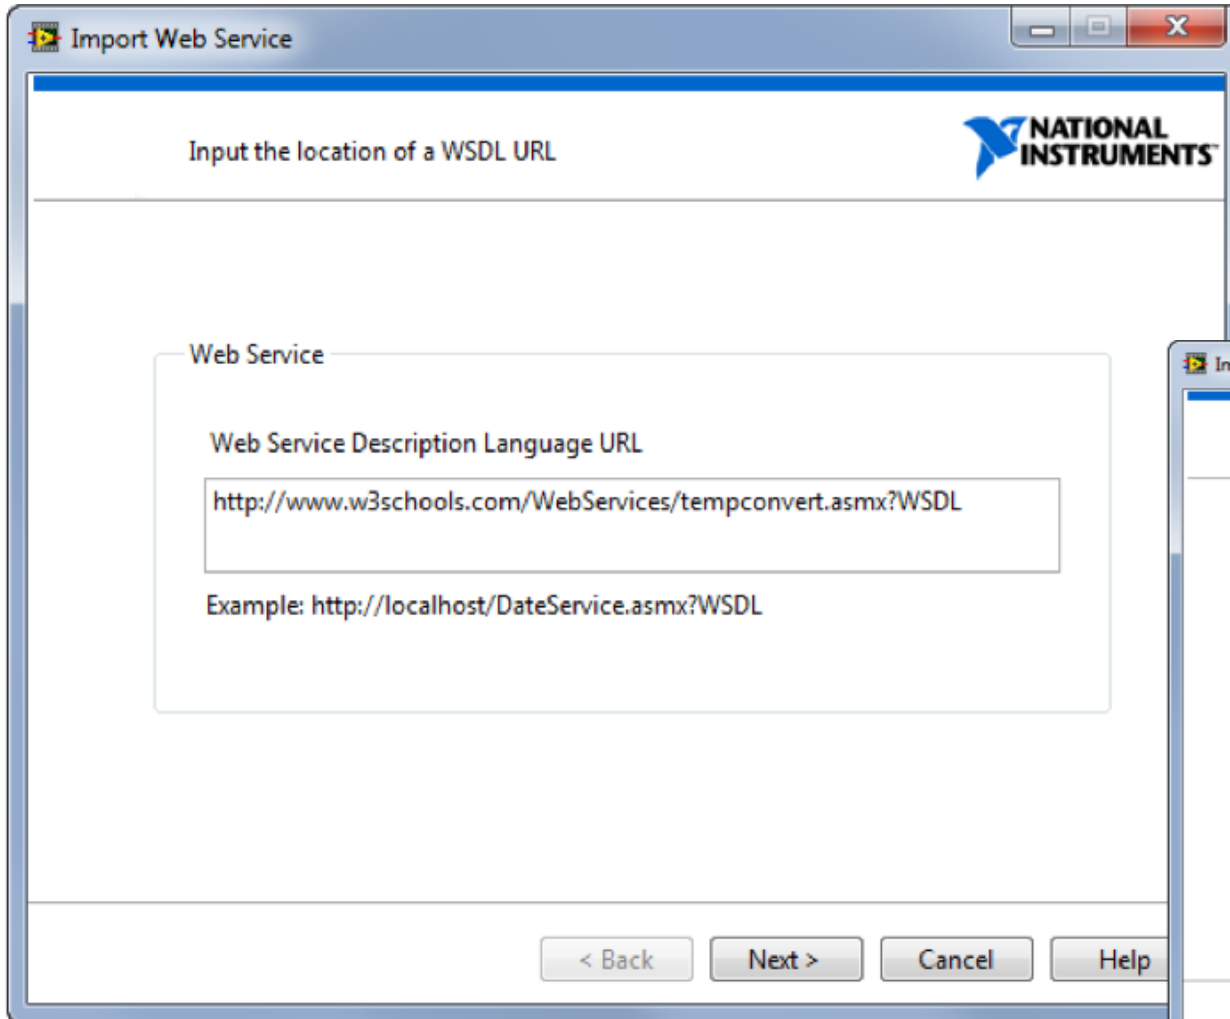 Import Web Service
Input the location of a WSDL URL
NATIONAL
INSTRUMENTS
Web Service
Web Service Description Language URL
http://www.w3schools.com/WebServices/tempconvert.asmx?WSDL
Example: http://localhost/DateService.asmx?WSDL
< Back
Next >
Cancel
Help